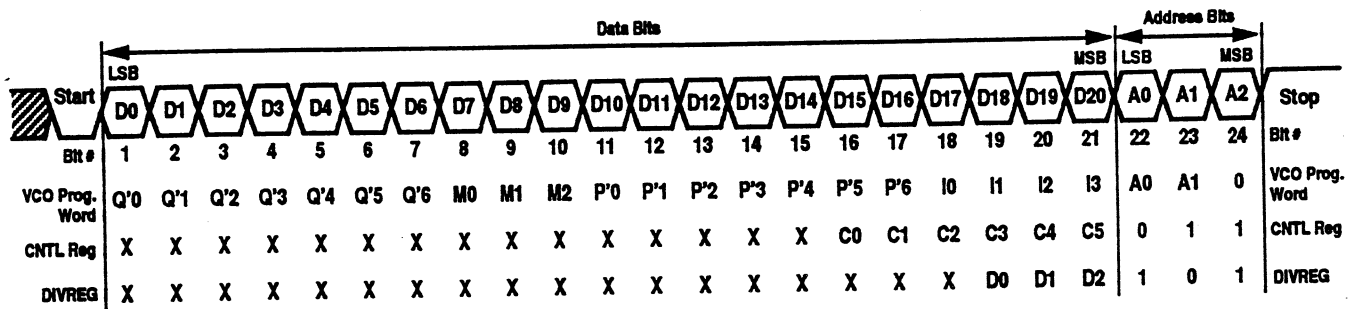 Data Bits Address Bits
LSB MSB LSB MSB
Start D0 D1 D2 D3 D4 D5 D6 D7 D8 D9 D10 D11 D12 D13 D14 D15 D16 D17 D18 D19 D20 A0 A1 A2 Stop
Bit # 1 2 3 4 5 6 7 8 9 10 11 12 13 14 15 16 17 18 19 20 21 22 23 24 Bit #
VCO Prog. Word Q'0 Q'1 Q'2 Q'3 Q'4 Q'5 Q'6 M0 M1 M2 P'0 P'1 P'2 P'3 P'4 P'5 P'6 I0 I1 I2 I3 A0 A1 0 VCO Prog. Word
CNTL Reg X X X X X X X X X X X X X X X C0 C1 C2 C3 C4 C5 0 1 1 CNTL Reg
DIVREG X X X X X X X X X X X X X X X X X X D0 D1 D2 1 0 1 DIVREG